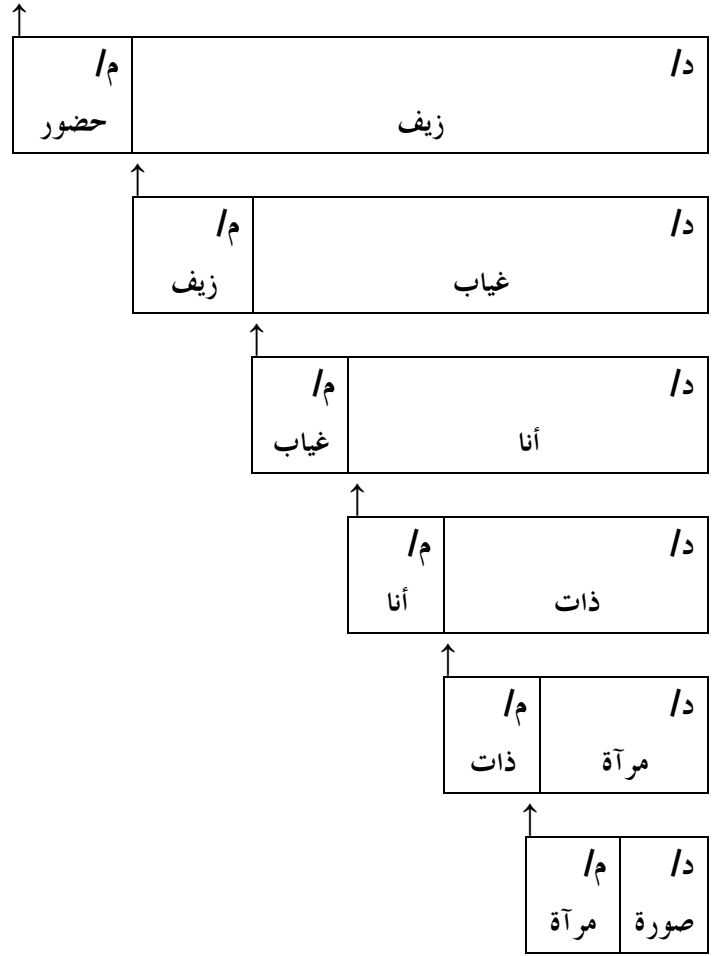 ↑
د/ م/
زيف حضور
↑
د/ م/
غياب زيف
↑
د/ م/
أنا غياب
↑
د/ م/
ذات أنا
↑
د/ م/
مرآة ذات
↑
د/ م/
صورة مرآة